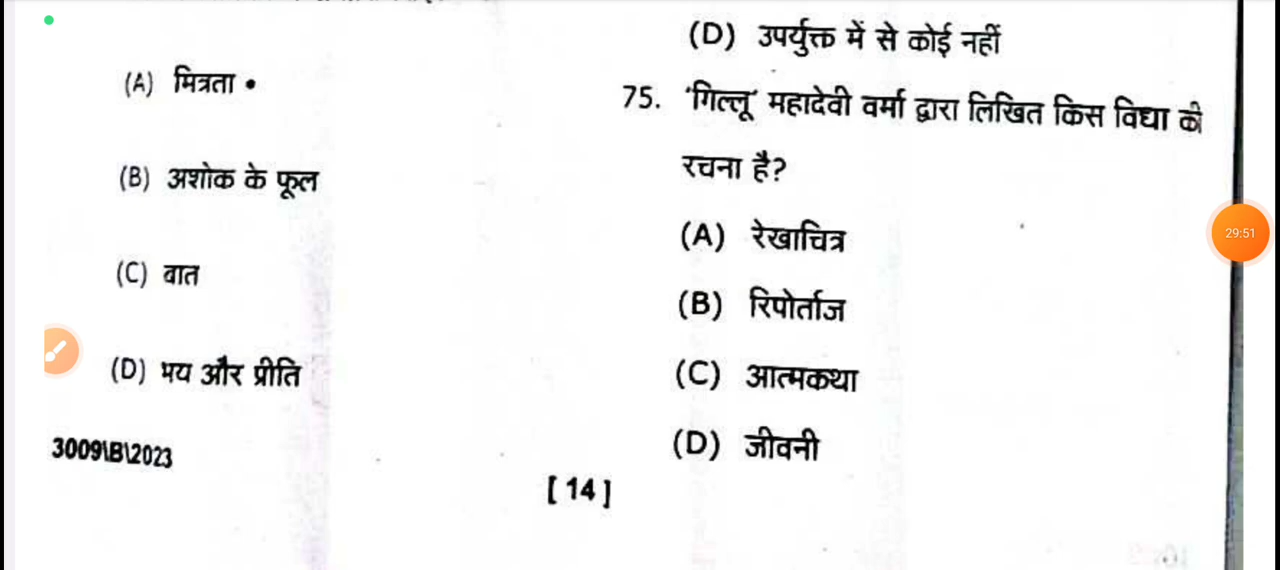 (A) मित्रता •
(B) अशोक के फूल
(C) बात
(D) भय और प्रीति
3009\B\2023
(D) उपर्युक्त में से कोई नहीं
75. 'गिल्लू' महादेवी वर्मा द्वारा लिखित किस विद्या की
रचना है?
(A) रेखाचित्र
(B) रिपोर्ताज
(C) आत्मकथा
(D) जीवनी
[ 14 ]
29:51